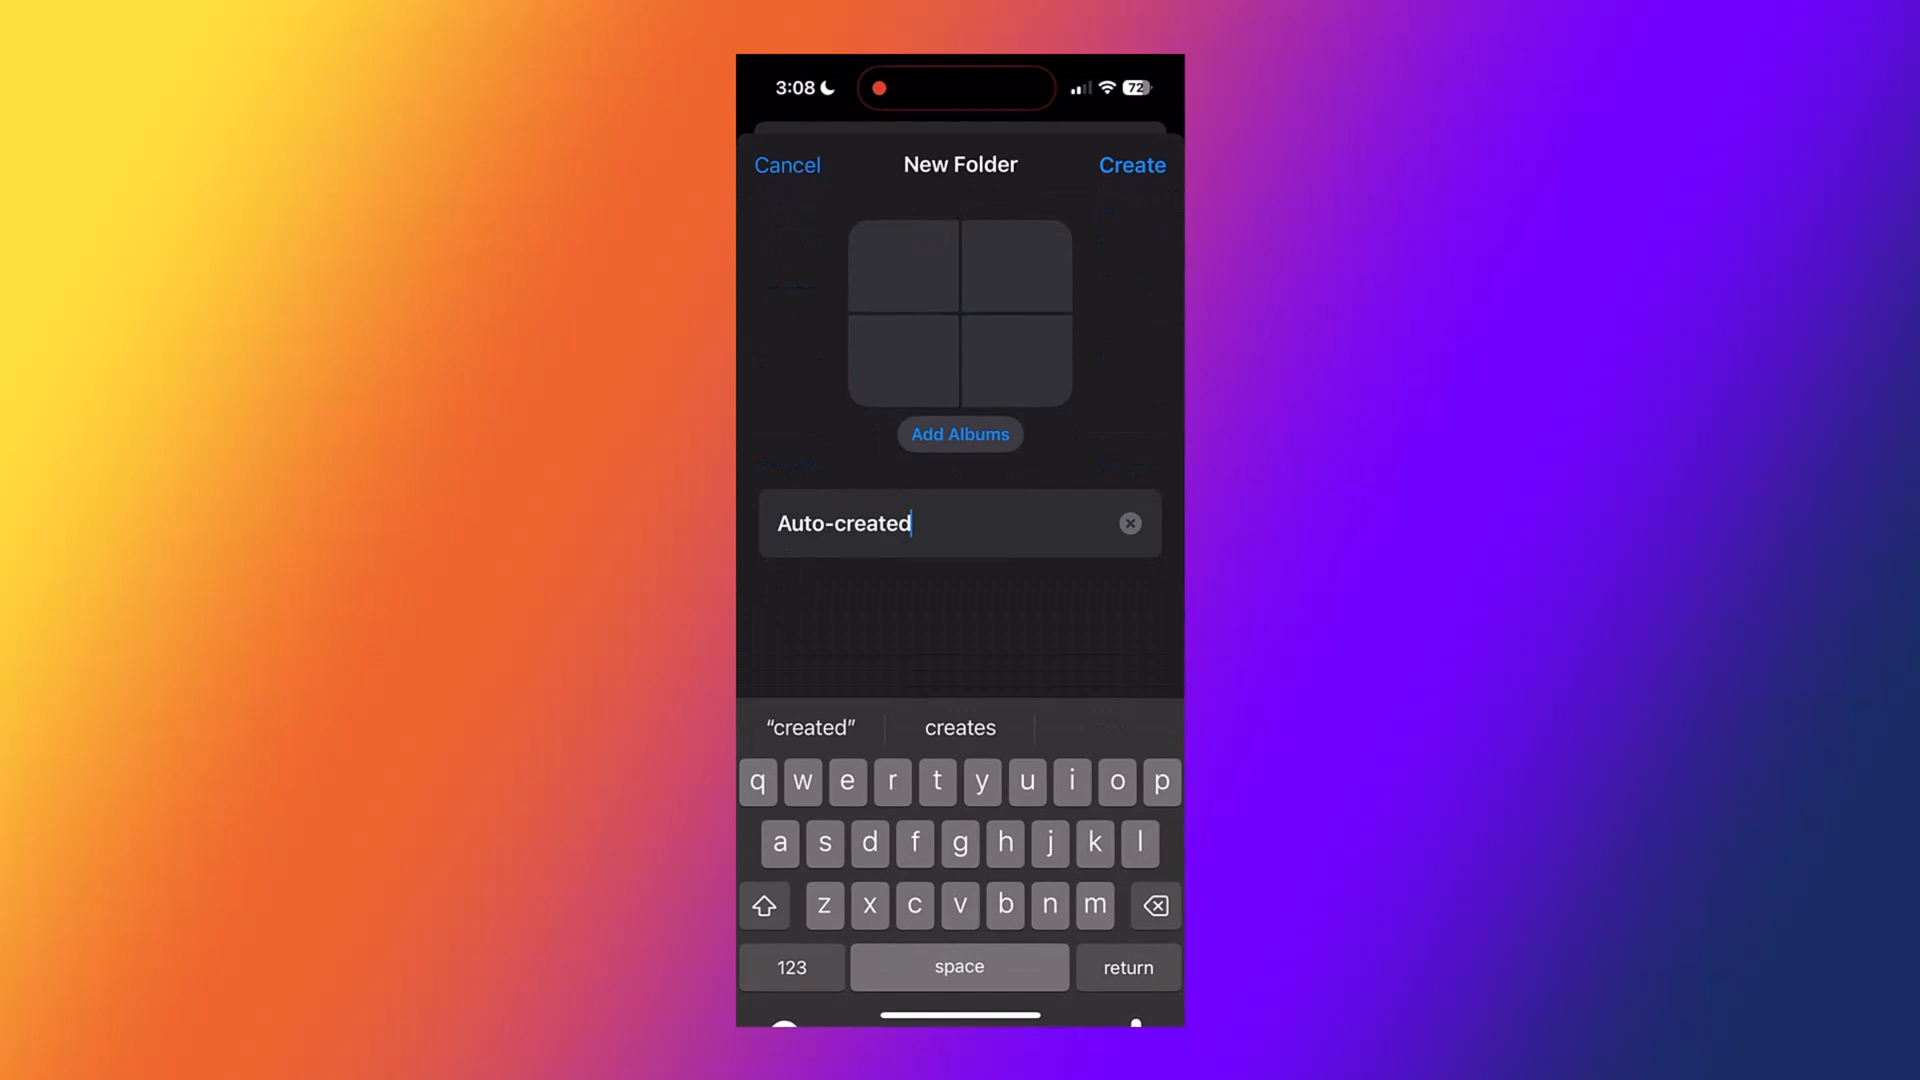 3:08 72
Cancel New Folder Create
Add Albums
Auto-created
“created” creates
q w e r t y u i o p
a s d f g h j k l
z x c v b n m
123 space return